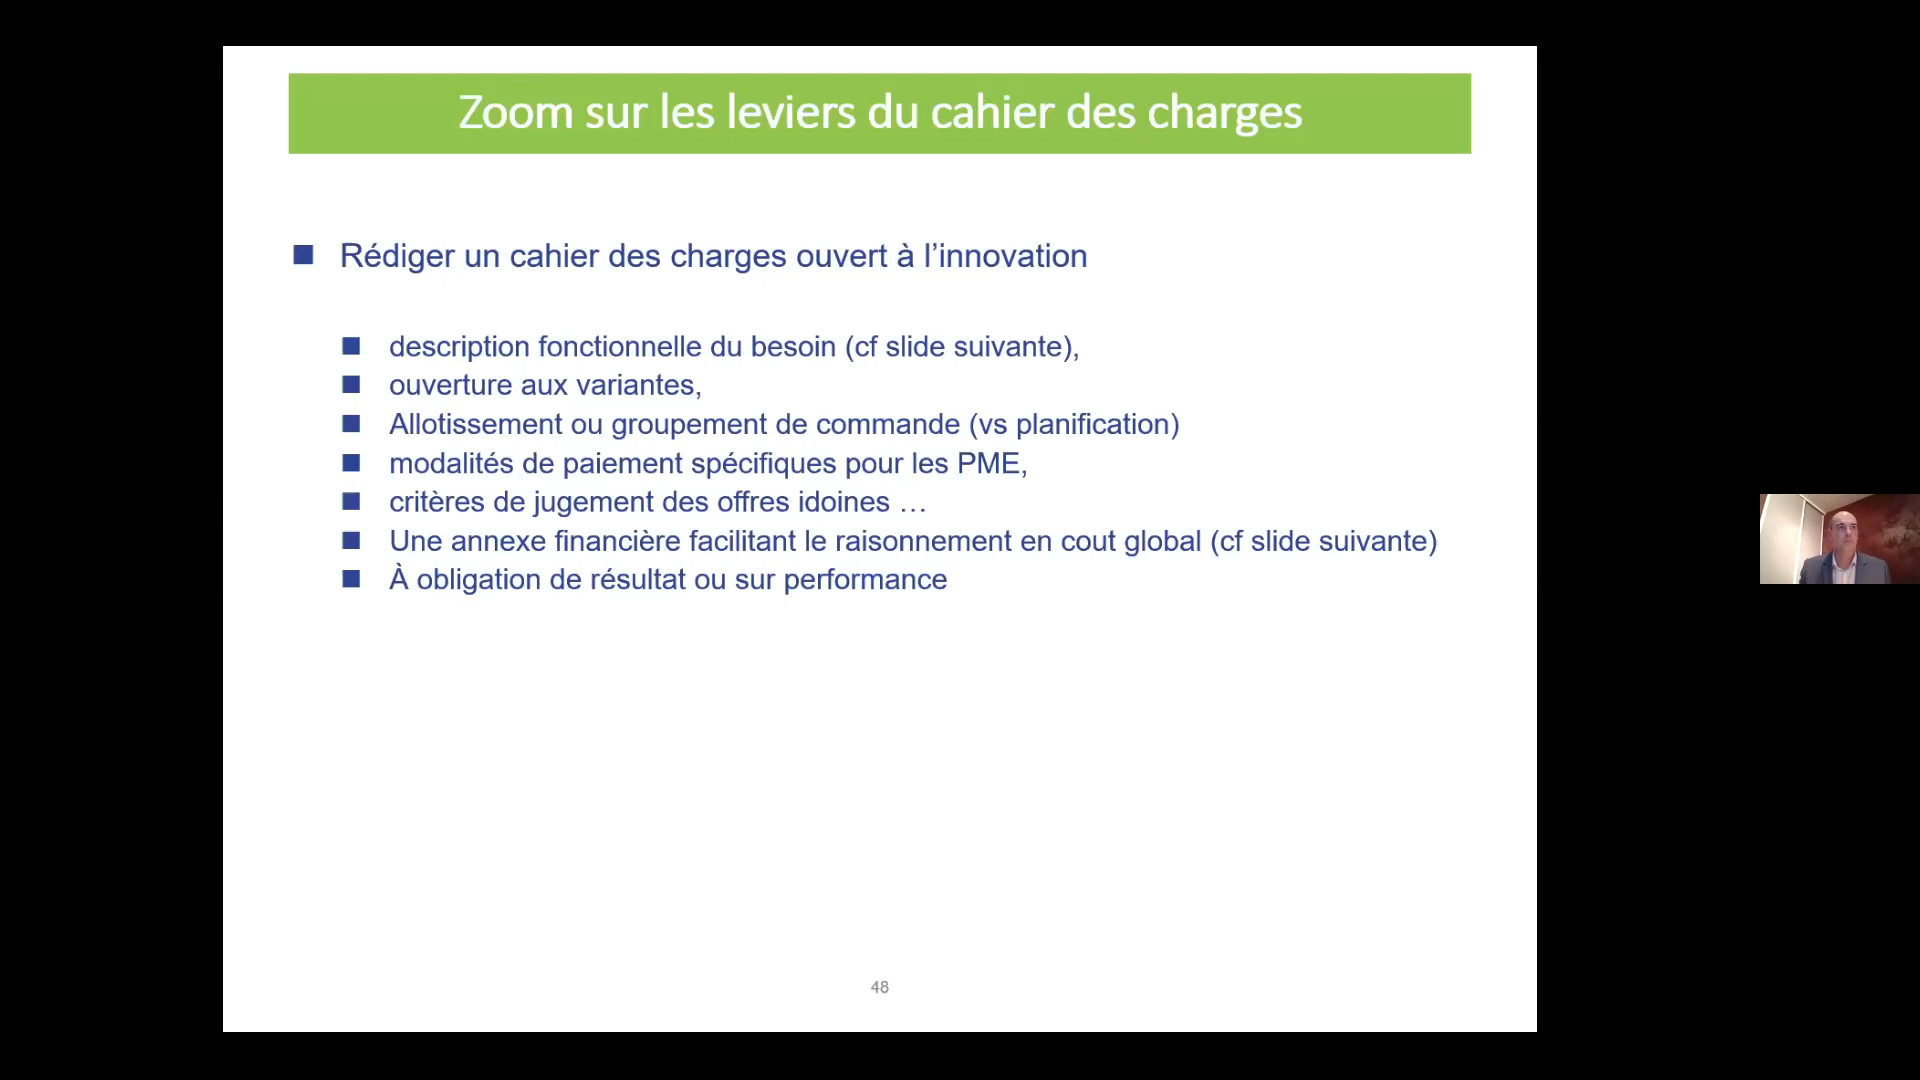 Zoom sur les leviers du cahier des charges
Rédiger un cahier des charges ouvert à l’innovation
description fonctionnelle du besoin (cf slide suivante),
ouverture aux variantes,
Allotissement ou groupement de commande (vs planification)
modalités de paiement spécifiques pour les PME,
critères de jugement des offres idoines …
Une annexe financière facilitant le raisonnement en cout global (cf slide suivante)
À obligation de résultat ou sur performance
48